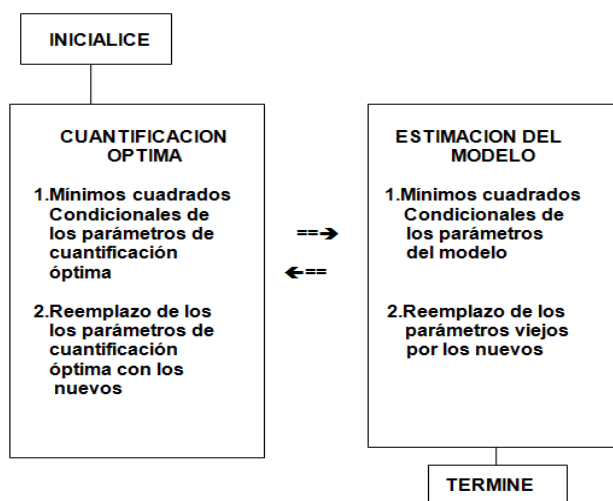 INICIALICE
CUANTIFICACION
OPTIMA
1.Mínimos cuadrados
Condicionales de
los parámetros de
cuantificación
óptima
2.Reemplazo de los
los parámetros de
cuantificación
óptima con los
nuevos
==➔
🡰==
ESTIMACION DEL
MODELO
1.Mínimos cuadrados
Condicionales de
los parámetros
del modelo
2.Reemplazo de los
parámetros viejos
por los nuevos
TERMINE